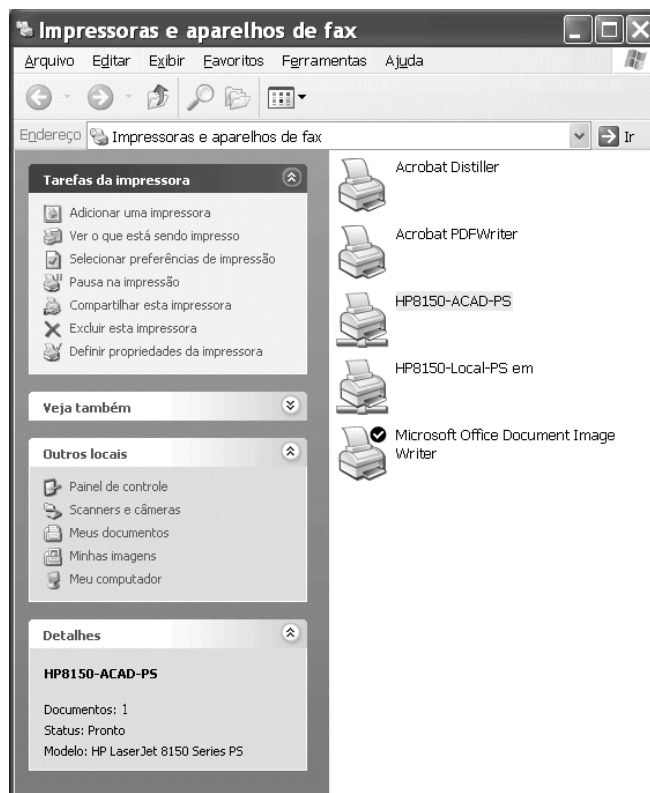 Impressoras e aparelhos de fax
Arquivo Editar Exibir Favoritos Ferramentas Ajuda
Endereço Impressoras e aparelhos de fax Ir
Tarefas da impressora
Adicionar uma impressora
Ver o que está sendo impresso
Selecionar preferências de impressão
Pausa na impressão
Compartilhar esta impressora
Excluir esta impressora
Definir propriedades da impressora
Veja também
Outros locais
Painel de controle
Scanners e câmeras
Meus documentos
Minhas imagens
Meu computador
Detalhes
HP8150-ACAD-PS
Documentos: 1
Status: Pronto
Modelo: HP LaserJet 8150 Series PS
Acrobat Distiller
Acrobat PDFWriter
HP8150-ACAD-PS
HP8150-Local-PS em
Microsoft Office Document Image
Writer